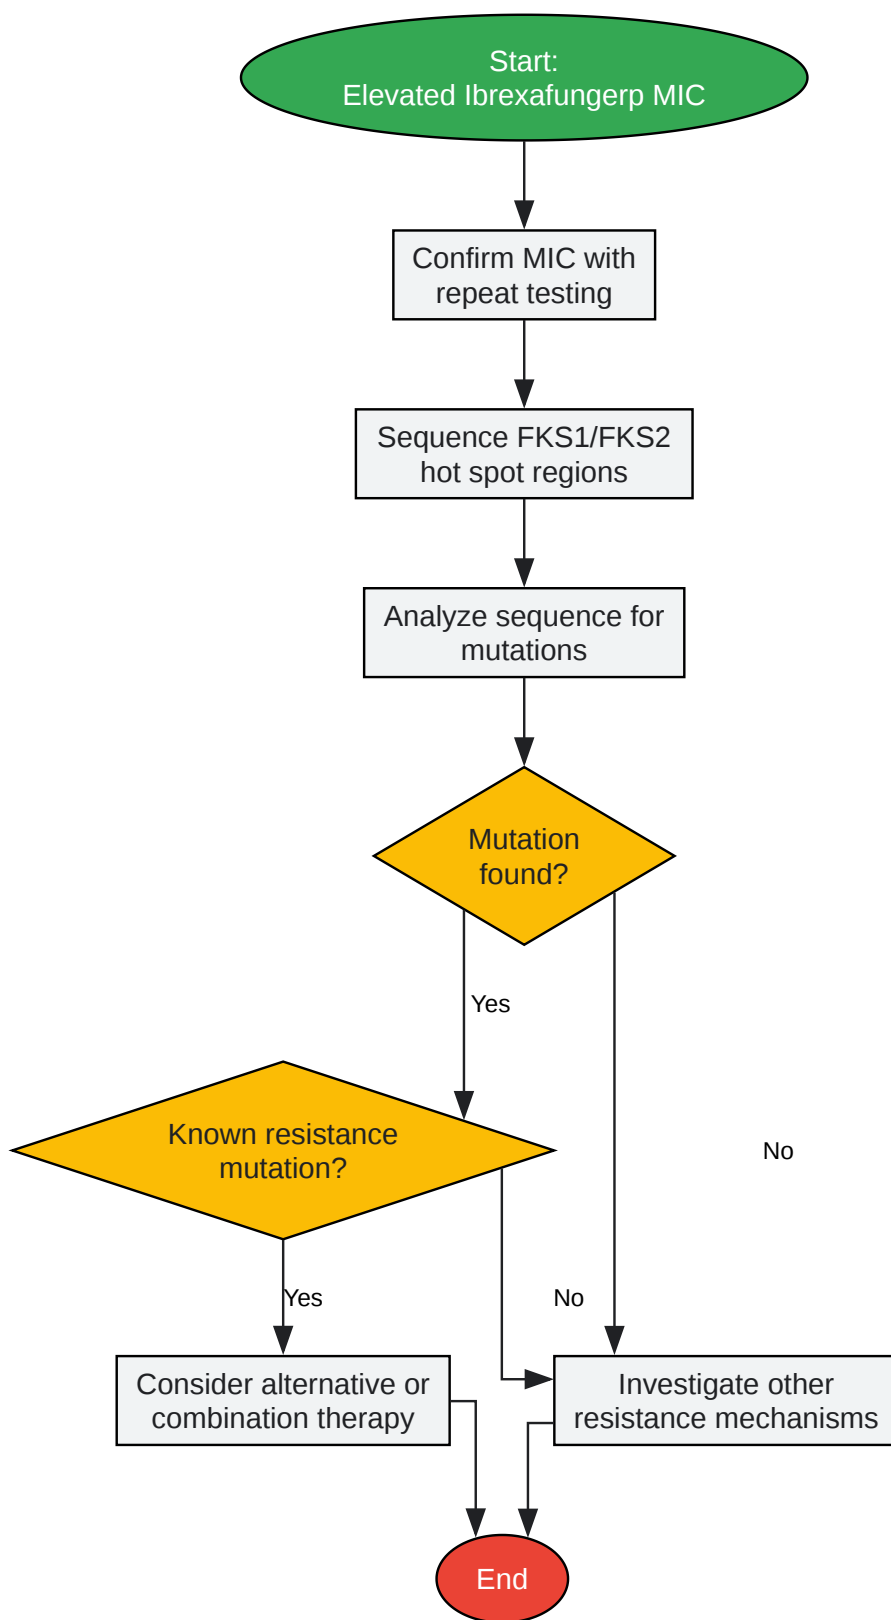 Start:
Elevated Ibrexafungerp MIC
Confirm MIC with
repeat testing
Sequence FKS1/FKS2
hot spot regions
Analyze sequence for
mutations
Mutation
found?
Yes
Known resistance
mutation?
No
Yes
No
Consider alternative or
combination therapy
Investigate other
resistance mechanisms
End